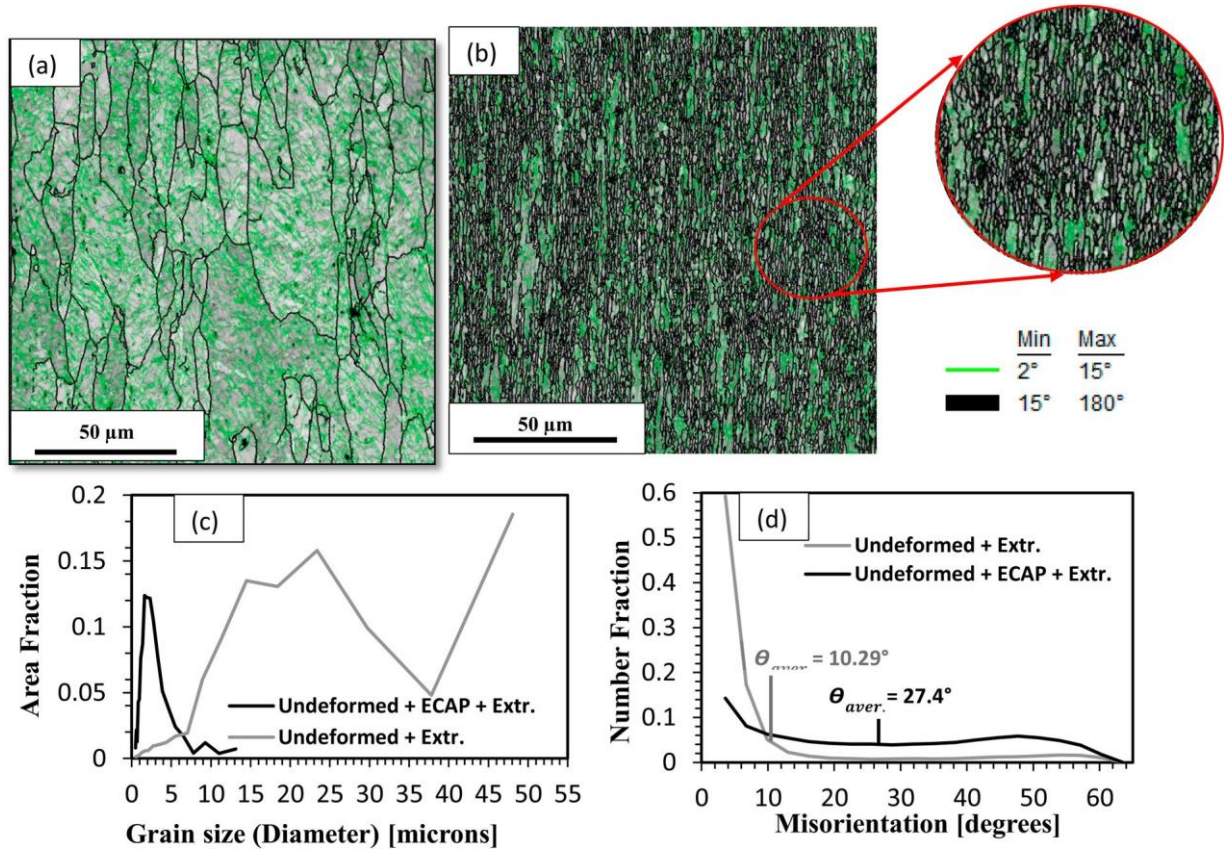 (a)
50 µm
(b)
50 µm
Min Max
2° 15°
15° 180°
(c)
Area Fraction
0.2
0.15
0.1
0.05
0
0 5 10 15 20 25 30 35 40 45 50 55
Undeformed + ECAP + Extr.
Undeformed + Extr.
Grain size (Diameter) [microns]
(d)
Number Fraction
0.6
0.5
0.4
0.3
0.2
0.1
0
0 10 20 30 40 50 60
Undeformed + Extr.
Undeformed + ECAP + Extr.
ϴaver = 10.29°
ϴaver. = 27.4°
Misorientation [degrees]